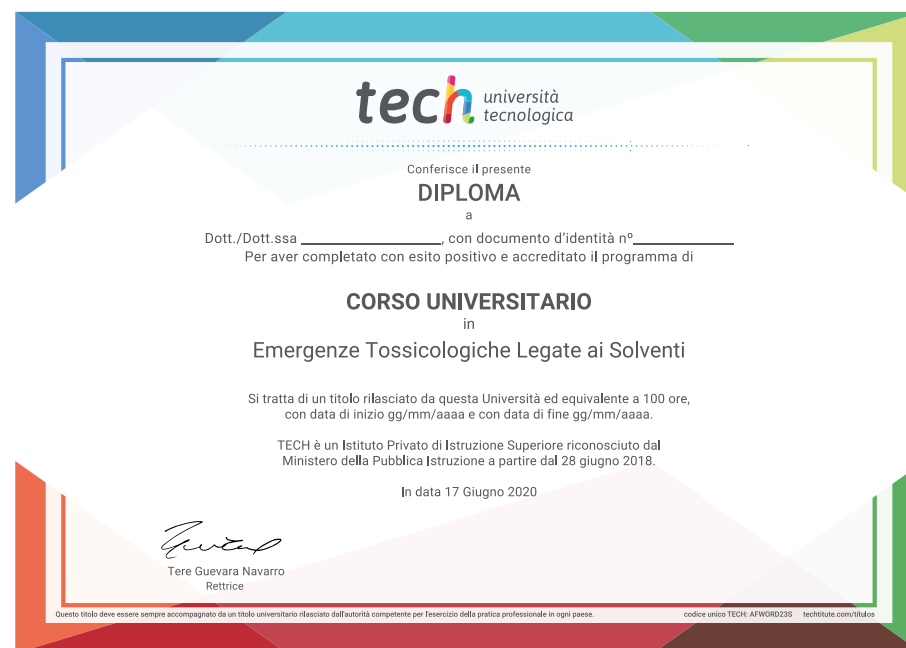 tech università
tecnologica
Conferisce il presente
DIPLOMA
a
Dott./Dott.ssa ____________________, con documento d'identità nº______________
Per aver completato con esito positivo e accreditato il programma di
CORSO UNIVERSITARIO
in
Emergenze Tossicologiche Legate ai Solventi
Si tratta di un titolo rilasciato da questa Università ed equivalente a 100 ore,
con data di inizio gg/mm/aaaa e con data di fine gg/mm/aaaa.
TECH è un Istituto Privato di Istruzione Superiore riconosciuto dal
Ministero della Pubblica Istruzione a partire dal 28 giugno 2018.
In data 17 Giugno 2020
Tere Guevara Navarro
Rettrice
Questo titolo deve essere sempre accompagnato da un titolo universitario rilasciato dall'autorità competente per l'esercizio della pratica professionale in ogni paese. codice unico TECH: AFWORD23S techtitute.com/títulos